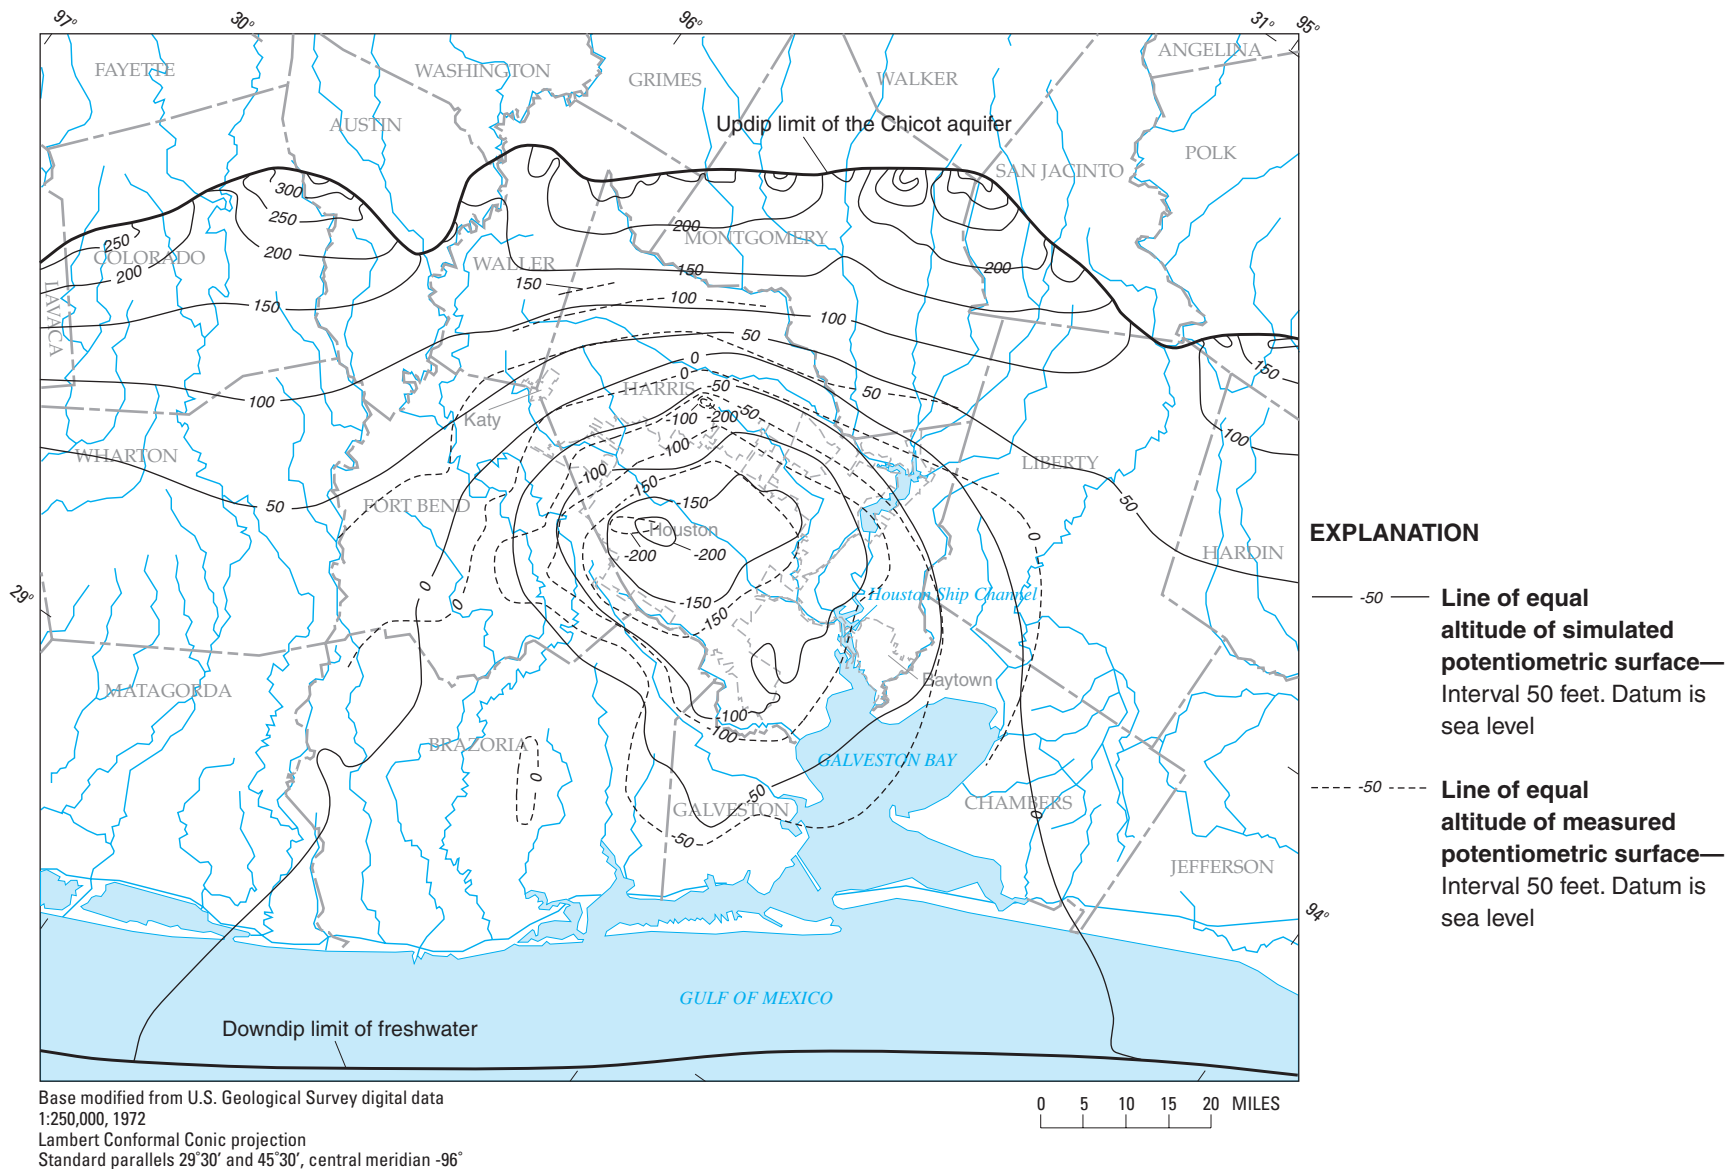 97°
30°
96°
31°
95°
FAYETTE
WASHINGTON
GRIMES
WALKER
ANGELINA
AUSTIN
Updip limit of the Chicot aquifer
POLK
SAN JACINTO
300
250
200
250
COLORADO
200
200
MONTGOMERY
WALLER
150
200
150
150
100
100
LAVACA
50
0
150
0
-50
HARRIS
50
100
Katy
-50
-100
-200
100
100
WHARTON
-100
-150
LIBERTY
50
50
FORT BEND
-150
Houston
0
-200
-200
HARDIN
29°
0
0
-150
Houston Ship Channel
-150
MATAGORDA
Baytown
-100
-100
BRAZORIA
0
GALVESTON BAY
-50
GALVESTON
CHAMBERS
0
-50
JEFFERSON
94°
GULF OF MEXICO
Downdip limit of freshwater
EXPLANATION
-50
Line of equal
altitude of simulated
potentiometric surface—
Interval 50 feet. Datum is
sea level
-50
Line of equal
altitude of measured
potentiometric surface—
Interval 50 feet. Datum is
sea level
Base modified from U.S. Geological Survey digital data
1:250,000, 1972
Lambert Conformal Conic projection
Standard parallels 29°30′ and 45°30′, central meridian -96°
0 5 10 15 20 MILES